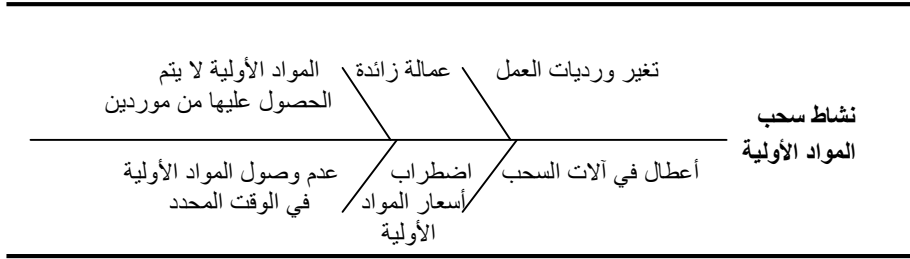 تغير ورديات العمل
عمالة زائدة
المواد الأولية لا يتم
الحصول عليها من موردين
نشاط سحب
المواد الأولية
أعطال في آلات السحب
اضطراب
أسعار المواد
الأولية
عدم وصول المواد الأولية
في الوقت المحدد